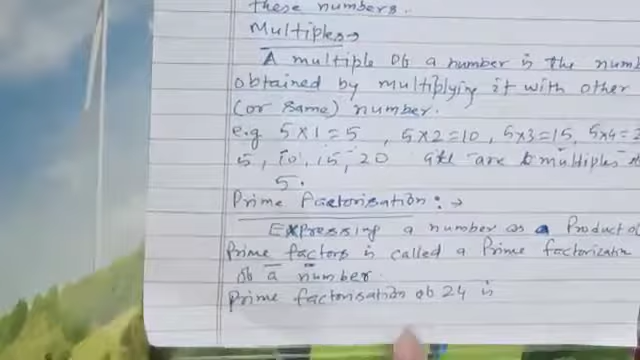 these numbers.
Multiples →
A multiple of a number is the num
obtained by multiplying it with other
(or same) number.
e.g 5×1=5 , 5×2=10, 5×3=15, 5×4=2
5, 10, 15, 20 are multiples
5.
Prime factorisation : →
Expressing a number as a Product of
Prime factors is called a Prime factorization
of a number.
Prime factorisation of 24 is